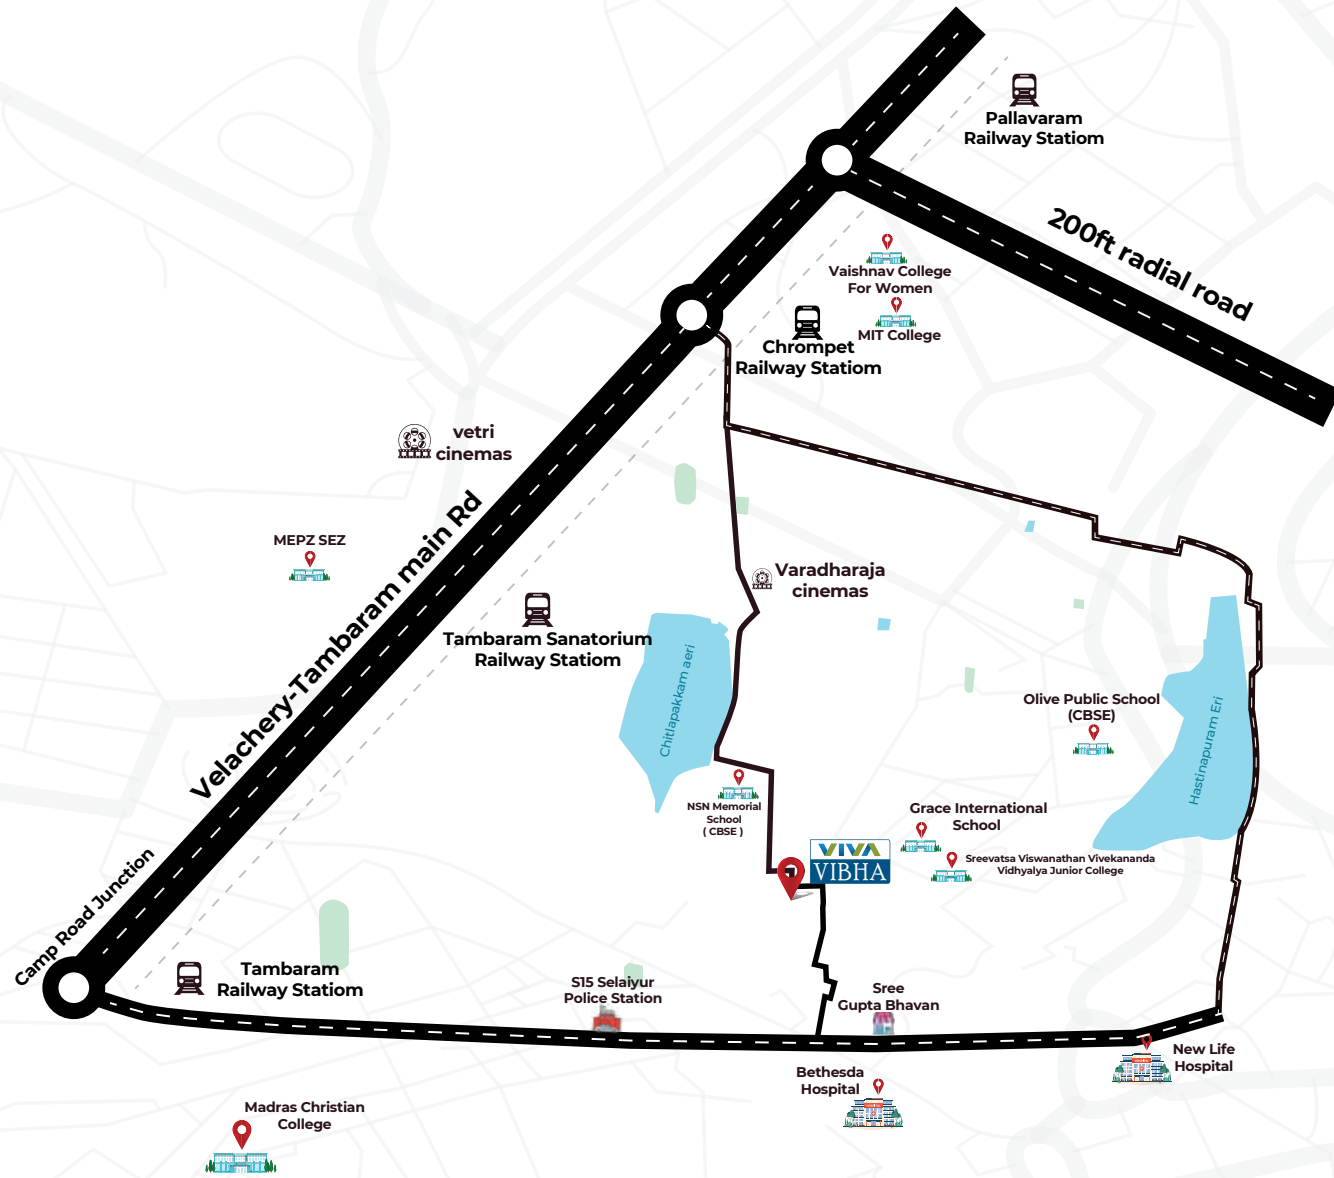 Pallavaram
Railway Statiom
200ft radial road
Vaishnav College
For Women
MIT College
Chrompet
Railway Statiom
vetri
cinemas
Velachery-Tambaram main Rd
MEPZ SEZ
Varadharaja
cinemas
Tambaram Sanatorium
Railway Statiom
Chitlapakkam aeri
Olive Public School
(CBSE)
Hastinapuram Eri
NSN Memorial
School
( CBSE )
Grace International
School
VIVA
VIBHA
Sreevatsa Viswanathan Vivekananda
Vidhyalya Junior College
Camp Road Junction
Tambaram
Railway Statiom
S15 Selaiyur
Police Station
Sree
Gupta Bhavan
New Life
Hospital
Bethesda
Hospital
Madras Christian
College